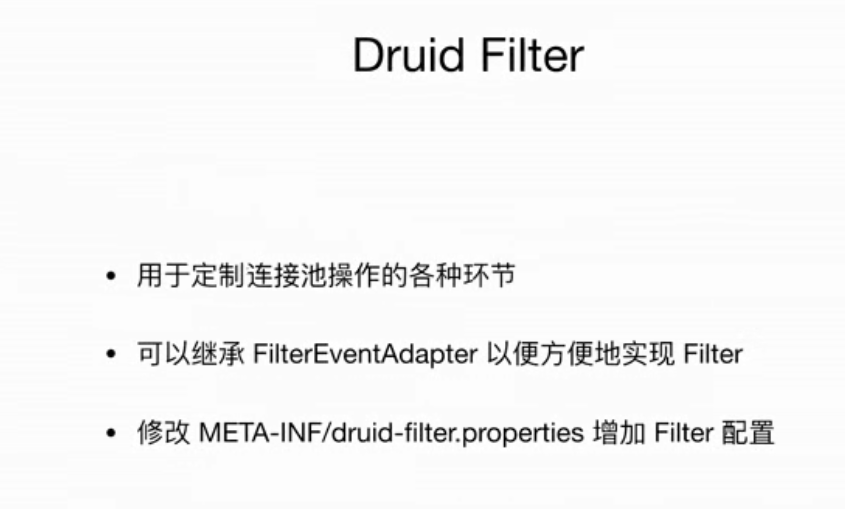 Druid Filter
• 用于定制连接池操作的各种环节
• 可以继承 FilterEventAdapter 以便方便地实现 Filter
• 修改 META-INF/druid-filter.properties 增加 Filter 配置